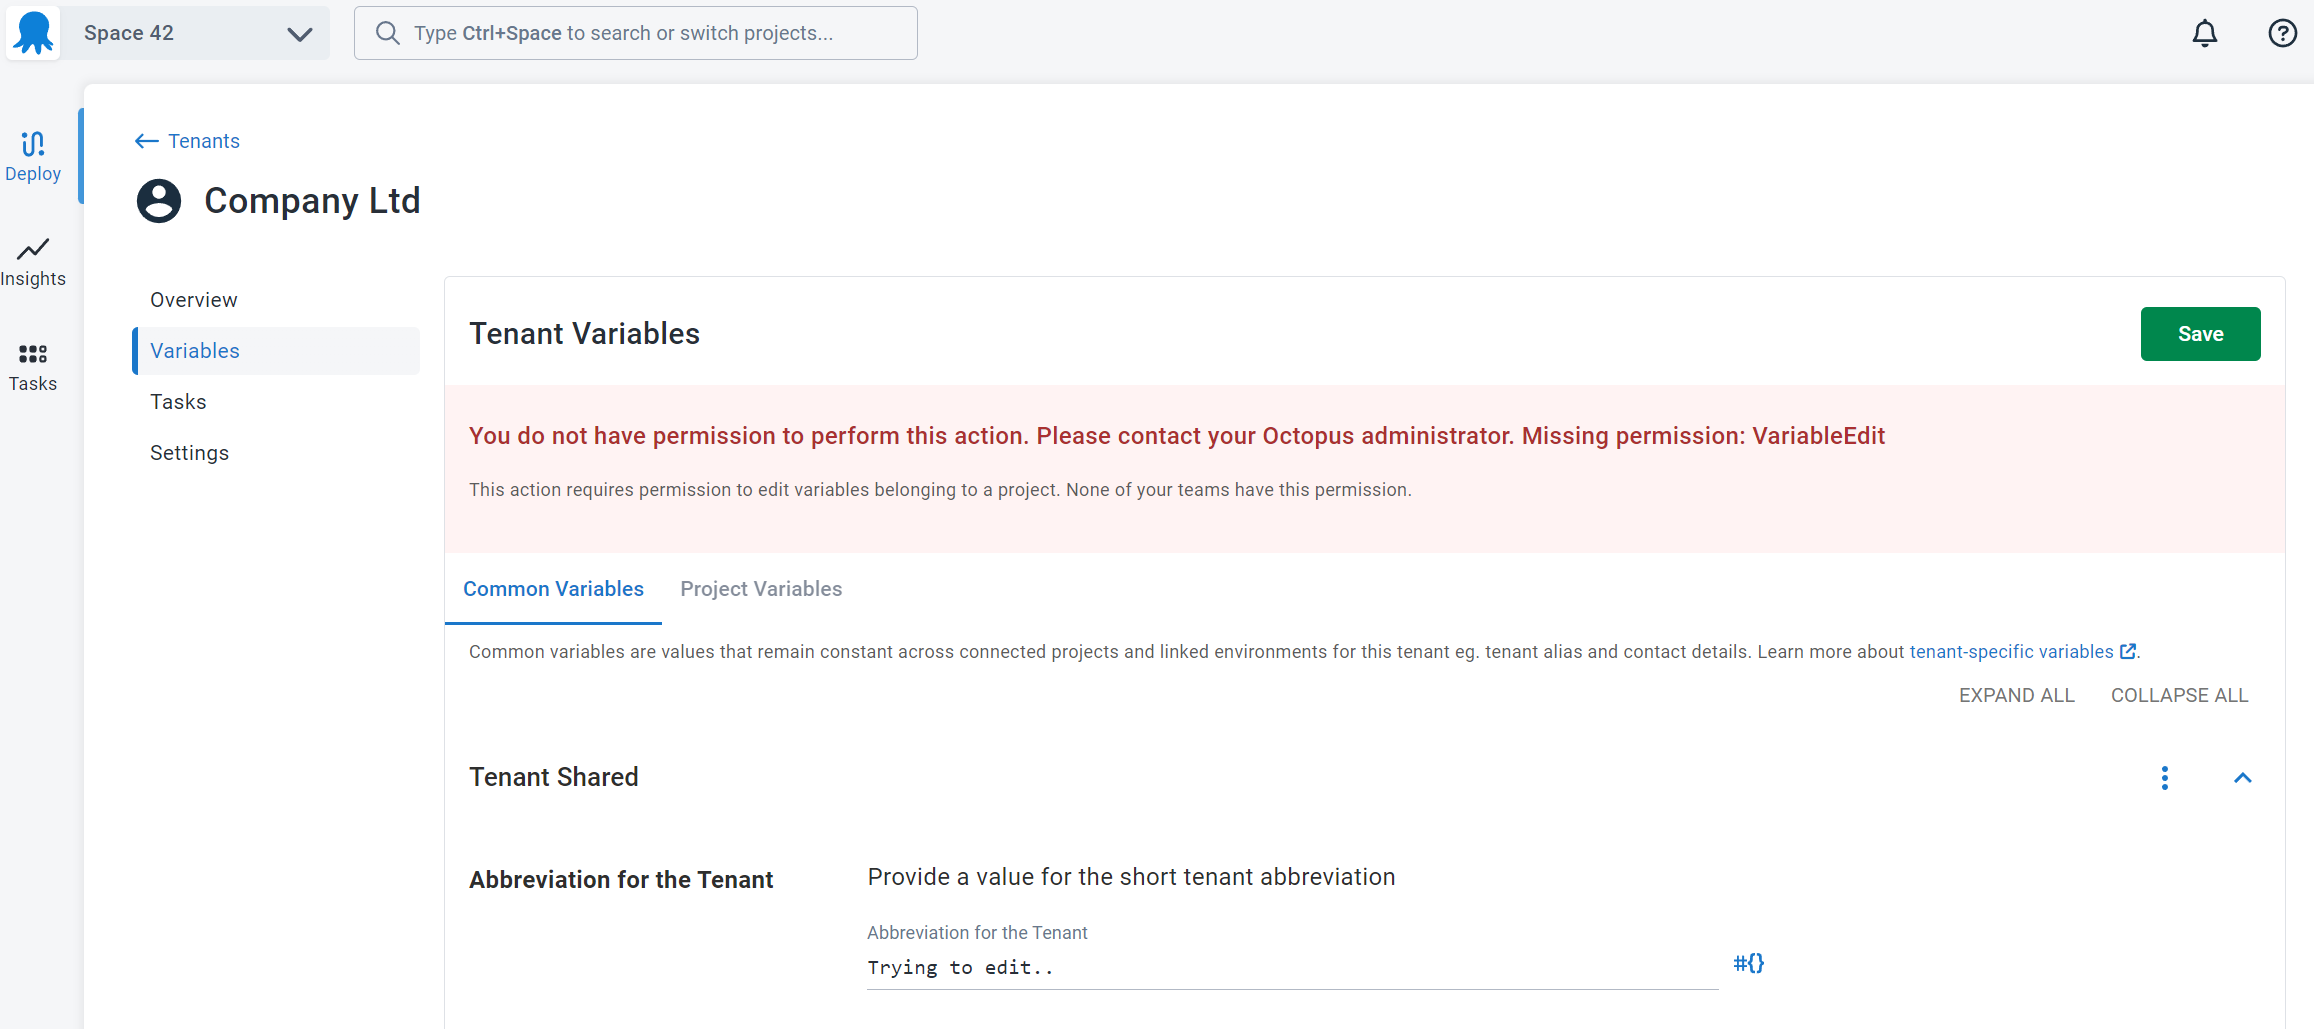 Space 42
Type Ctrl+Space to search or switch projects...
Deploy
Insights
Tasks
Tenants
Company Ltd
Overview
Variables
Tasks
Settings
Tenant Variables
Save
You do not have permission to perform this action. Please contact your Octopus administrator. Missing permission: VariableEdit
This action requires permission to edit variables belonging to a project. None of your teams have this permission.
Common Variables Project Variables
Common variables are values that remain constant across connected projects and linked environments for this tenant eg. tenant alias and contact details. Learn more about tenant-specific variables.
EXPAND ALL COLLAPSE ALL
Tenant Shared
Abbreviation for the Tenant
Provide a value for the short tenant abbreviation
Abbreviation for the Tenant
Trying to edit..
#{}